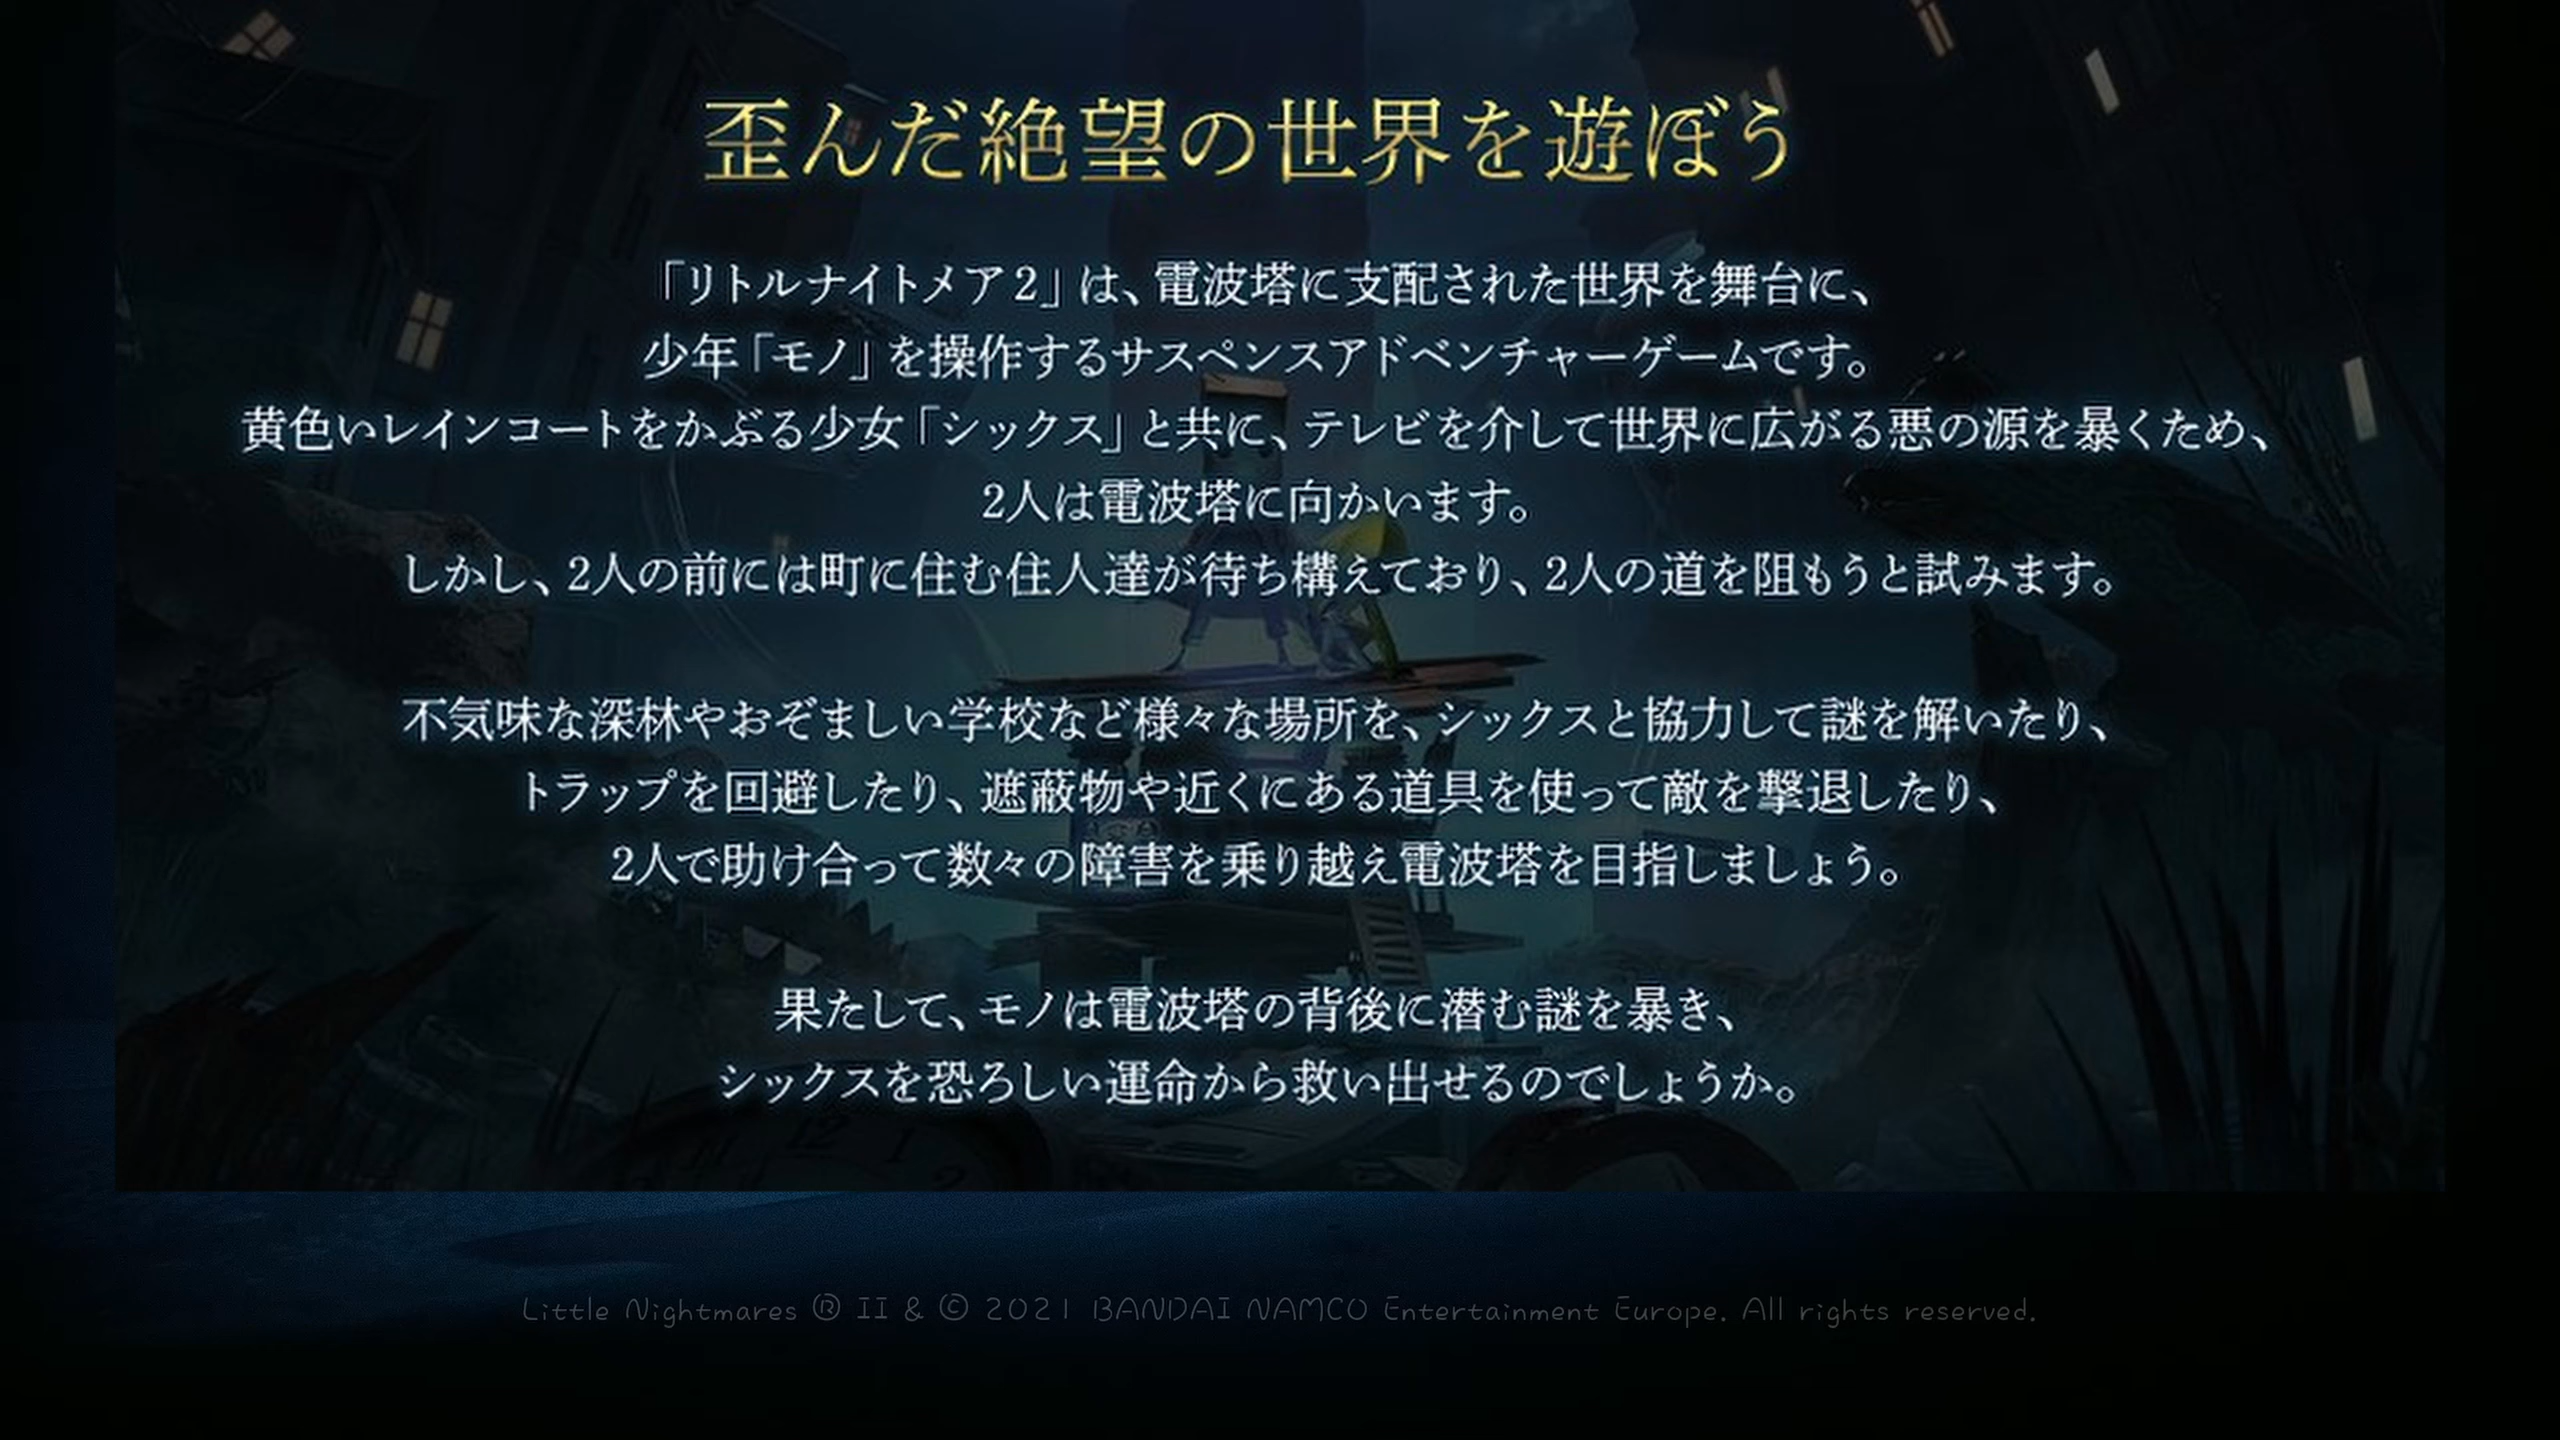 歪んだ絶望の世界を遊ぼう
「リトルナイトメア2」は、電波塔に支配された世界を舞台に、
少年「モノ」を操作するサスペンスアドベンチャーゲームです。
黄色いレインコートをかぶる少女「シックス」と共に、テレビを介して世界に広がる悪の源を暴くため、
2人は電波塔に向かいます。
しかし、2人の前には町に住む住人達が待ち構えており、2人の道を阻もうと試みます。
不気味な深林やおぞましい学校など様々な場所を、シックスと協力して謎を解いたり、
トラップを回避したり、遮蔽物や近くにある道具を使って敵を撃退したり、
2人で助け合って数々の障害を乗り越え電波塔を目指しましょう。
果たして、モノは電波塔の背後に潜む謎を暴き、
シックスを恐ろしい運命から救い出せるのでしょうか。
Little Nightmares ® II & © 2021 BANDAI NAMCO Entertainment Europe. All rights reserved.